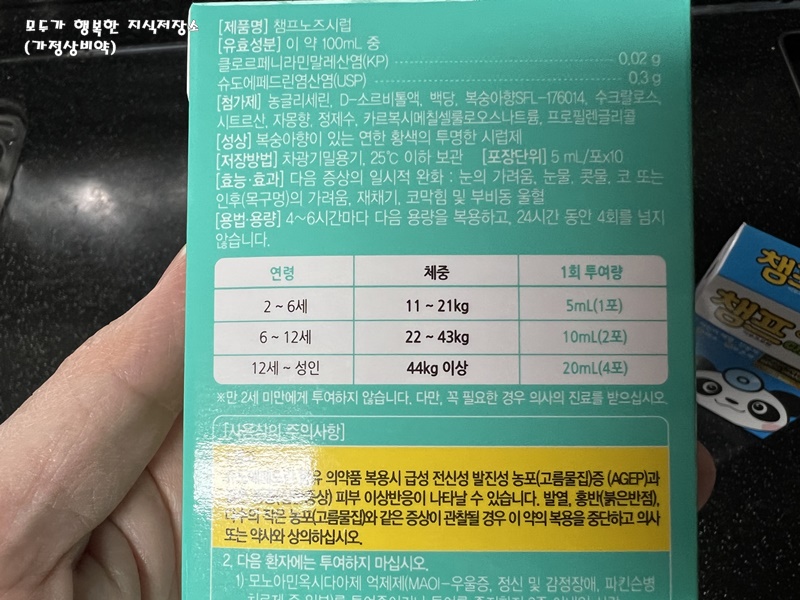 모두가 행복한 지식저장소
(가정상비약)
[제품명] 챔프노즈시럽
[유효성분] 이 약 100mL 중
클로르페니라민말레산염(KP) 0.02 g
슈도에페드린염산염(USP) 0.3 g
[첨가제] 농글리세린, D-소르비톨액, 백당, 복숭아향SFL-176014, 수크랄로스,
시트르산, 자몽향, 정제수, 카르복시메칠셀룰로오스나트륨, 프로필렌글리콜
[성상] 복숭아향이 있는 연한 황색의 투명한 시럽제
[저장방법] 차광기밀용기, 25℃ 이하 보관 [포장단위] 5 mL/포x10
[효능·효과] 다음 증상의 일시적 완화 : 눈의 가려움, 눈물, 콧물, 코 또는
인후(목구멍)의 가려움, 재채기, 코막힘 및 부비동 울혈
[용법·용량] 4~6시간마다 다음 용량을 복용하고, 24시간 동안 4회를 넘지
않습니다.
연령 체중 1회 투여량
2 ~ 6세 11 ~ 21kg 5mL(1포)
6 ~ 12세 22 ~ 43kg 10mL(2포)
12세 ~ 성인 44kg 이상 20mL(4포)
※만 2세 미만에게 투여하지 않습니다. 다만, 꼭 필요한 경우 의사의 진료를 받으십시오.
[사용상의 주의사항]
의약품 복용시 급성 전신성 발진성 농포(고름물집)증 (AGEP)과
피부 이상반응이 나타날 수 있습니다. 발열, 홍반(붉은반점),
다수의 작은 농포(고름물집)와 같은 증상이 관찰될 경우 이 약의 복용을 중단하고 의사
또는 약사와 상의하십시오.
2. 다음 환자에는 투여하지 마십시오.
1) 모노아민옥시다아제 억제제(MAOI-우울증, 정신 및 감정장애, 파킨슨병
챔프
챔프